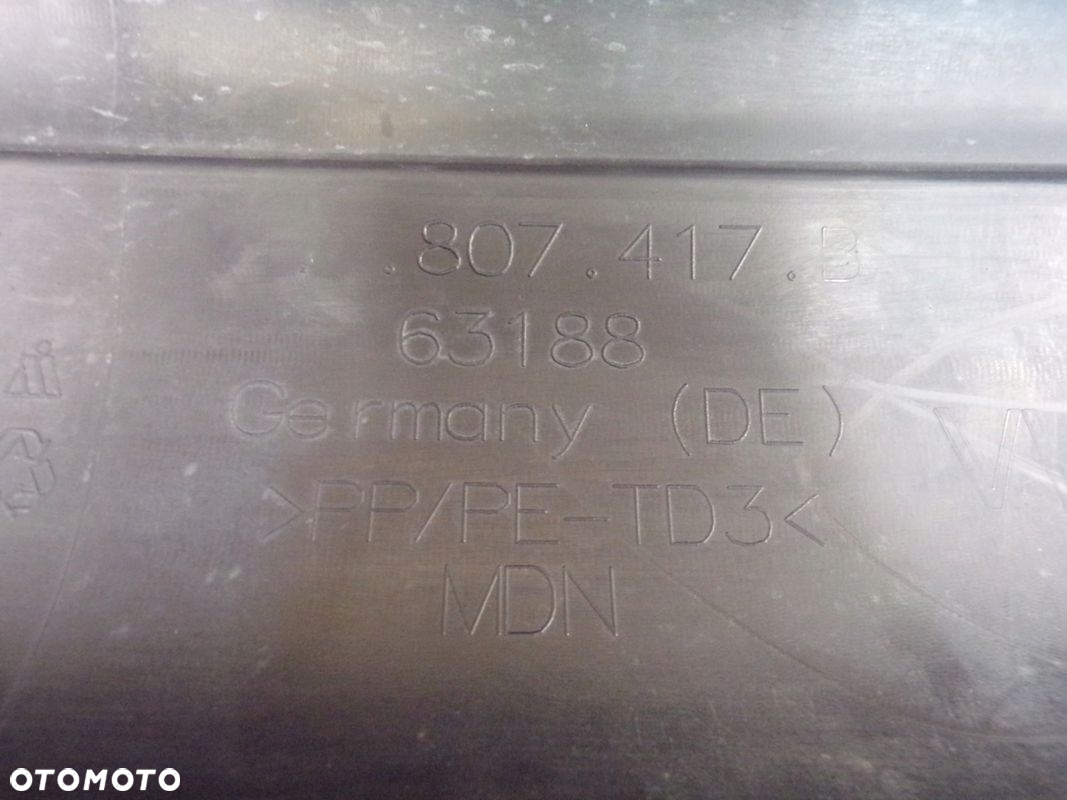 .807.417.B
63188
Germany (DE)
>PP/PE-TD3<
MDN
OTOMOTO